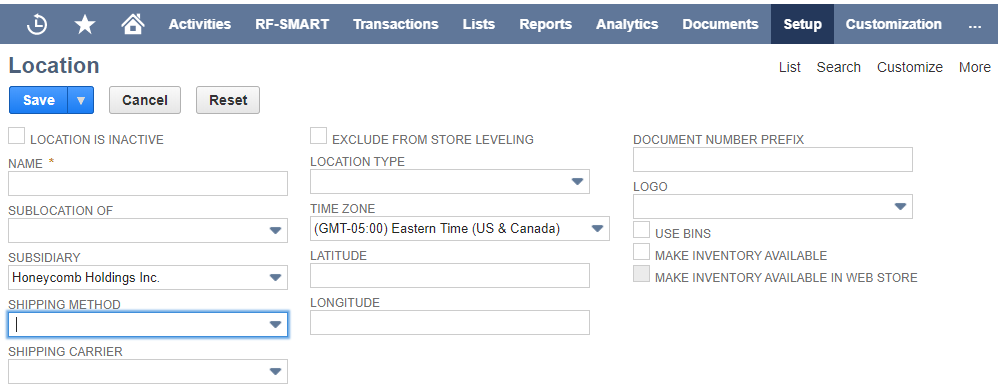 Activities RF-SMART Transactions Lists Reports Analytics Documents Setup Customization ...
Location
List Search Customize More
Save Cancel Reset
LOCATION IS INACTIVE
NAME *
SUBLOCATION OF
SUBSIDIARY
Honeycomb Holdings Inc.
SHIPPING METHOD
SHIPPING CARRIER
EXCLUDE FROM STORE LEVELING
LOCATION TYPE
TIME ZONE
(GMT-05:00) Eastern Time (US & Canada)
LATITUDE
LONGITUDE
DOCUMENT NUMBER PREFIX
LOGO
USE BINS
MAKE INVENTORY AVAILABLE
MAKE INVENTORY AVAILABLE IN WEB STORE